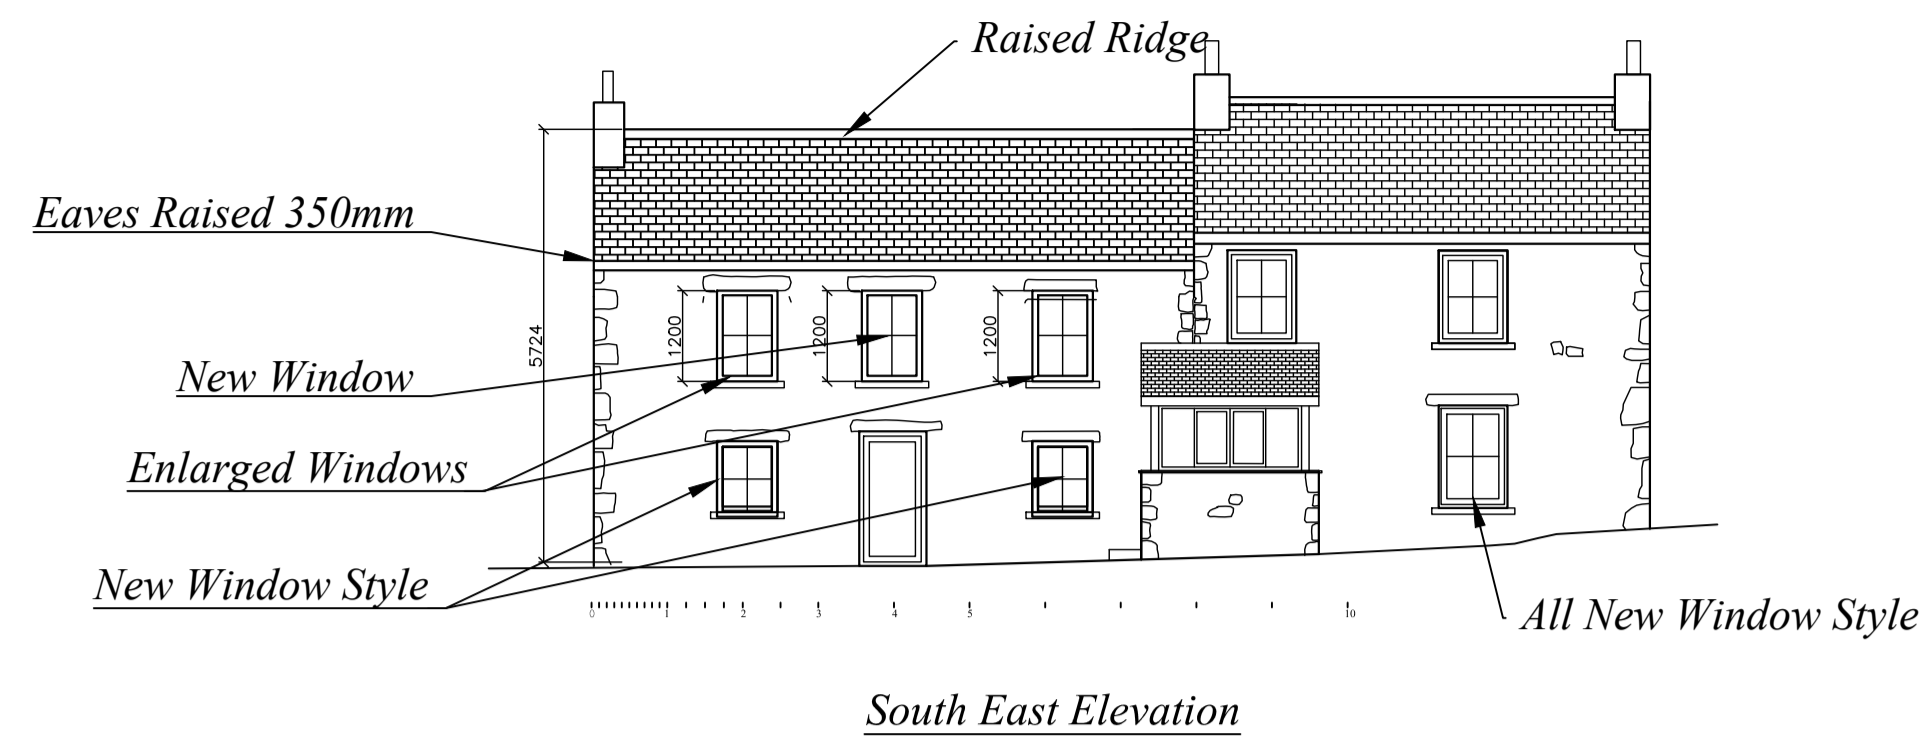 Raised Ridge
Eaves Raised 350mm
5724
1200
1200
1200
New Window
Enlarged Windows
New Window Style
All New Window Style
0 1 2 3 4 5 10
South East Elevation